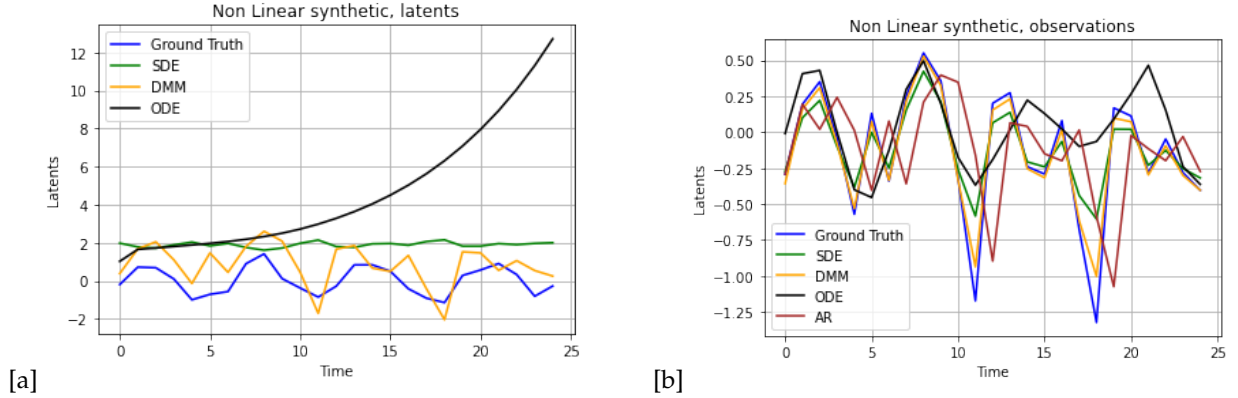 Non Linear synthetic, latents
Ground Truth
SDE
DMM
ODE
12
10
8
6
4
2
0
−2
Latents
0 5 10 15 20 25
Time
[a]
Non Linear synthetic, observations
0.50
0.25
0.00
−0.25
−0.50
−0.75
−1.00
−1.25
Latents
Ground Truth
SDE
DMM
ODE
AR
0 5 10 15 20 25
Time
[b]